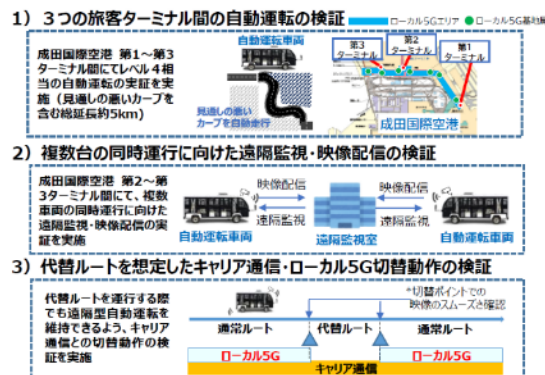 1）３つの旅客ターミナル間の自動運転の検証
ローカル5Gエリア
ローカル5G基地局
成田国際空港 第1～第3
ターミナル間にてレベル４相
当の自動運転の実証を実
施（見通しの悪いカーブを
含む総延長約5km）
自動運転車両
見通しの悪い
カーブを自動走行
第3
ターミナル
第2
ターミナル
第1
ターミナル
成田国際空港
2）複数台の同時運行に向けた遠隔監視・映像配信の検証
成田国際空港 第2～第
3ターミナル間にて、複数
車両の同時運行に向けた
遠隔監視・映像配信の実
証を実施
映像配信
遠隔監視
映像配信
遠隔監視
自動運転車両
遠隔監視室
自動運転車両
3）代替ルートを想定したキャリア通信・ローカル5G切替動作の検証
代替ルートを運行する際
でも遠隔型自動運転を
維持できるよう、キャリア
通信との切替動作の検
証を実施
*切替ポイントでの
映像のスムーズさ確認
通常ルート
代替ルート
通常ルート
ローカル5G
ローカル5G
キャリア通信